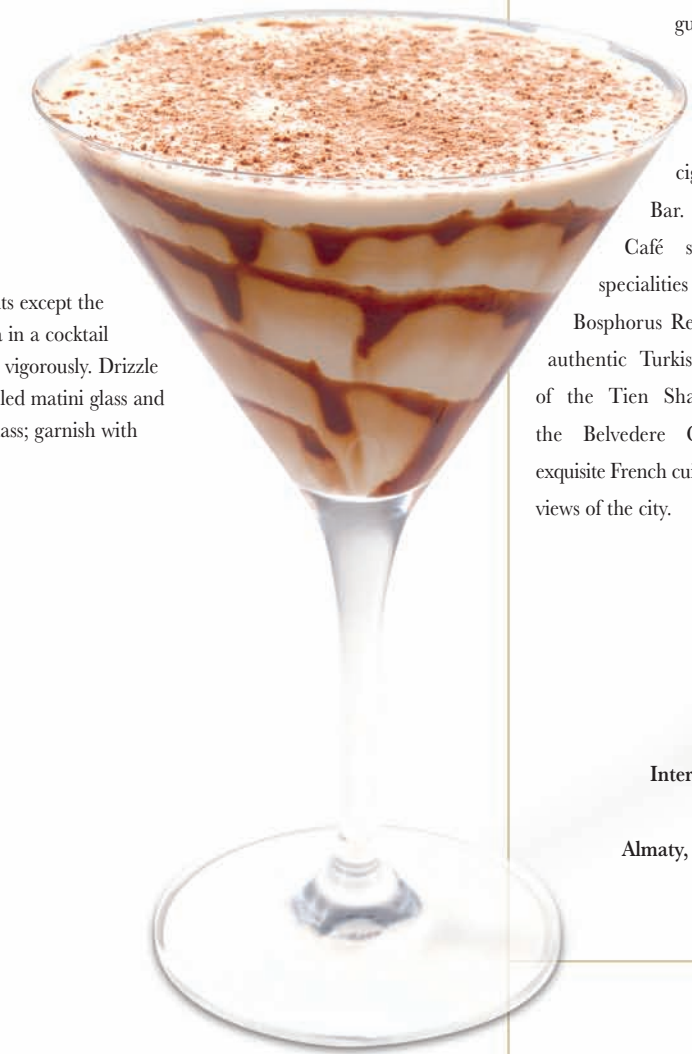 ts except the
in a cocktail
vigorously. Drizzle
led matini glass and
ass; garnish with
gu
cig
Bar.
Café s
specialities
Bosphorus Re
authentic Turkis
of the Tien Sha
the Belvedere
exquisite French cui
views of the city.
Inter
Almaty,